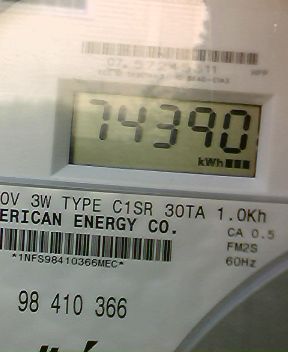 74390
kWh
0V 3W TYPE C1SR 30TA 1.0Kh
ERICAN ENERGY CO.
CA 0.5
FM2S
*1NFS98410366MEC*
60Hz
98 410 366